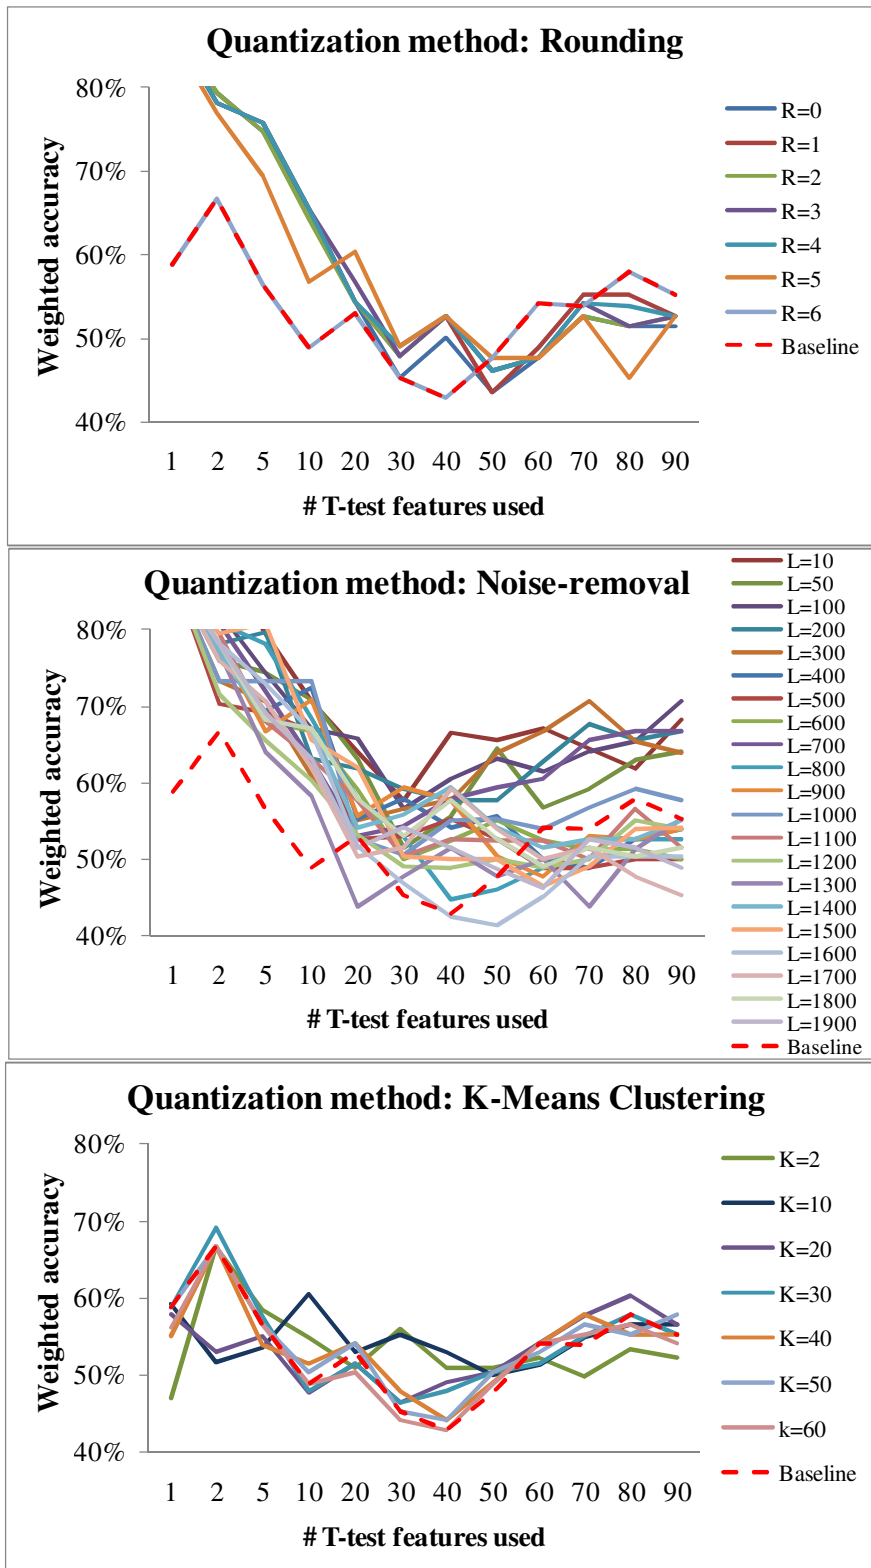 Quantization method: Rounding
80%
70%
60%
50%
40%
Weighted accuracy
1 2 5 10 20 30 40 50 60 70 80 90
# T-test features used
R=0
R=1
R=2
R=3
R=4
R=5
R=6
Baseline
Quantization method: Noise-removal
80%
70%
60%
50%
40%
Weighted accuracy
1 2 5 10 20 30 40 50 60 70 80 90
# T-test features used
L=10
L=50
L=100
L=200
L=300
L=400
L=500
L=600
L=700
L=800
L=900
L=1000
L=1100
L=1200
L=1300
L=1400
L=1500
L=1600
L=1700
L=1800
L=1900
Baseline
Quantization method: K-Means Clustering
80%
70%
60%
50%
40%
Weighted accuracy
1 2 5 10 20 30 40 50 60 70 80 90
# T-test features used
K=2
K=10
K=20
K=30
K=40
K=50
k=60
Baseline